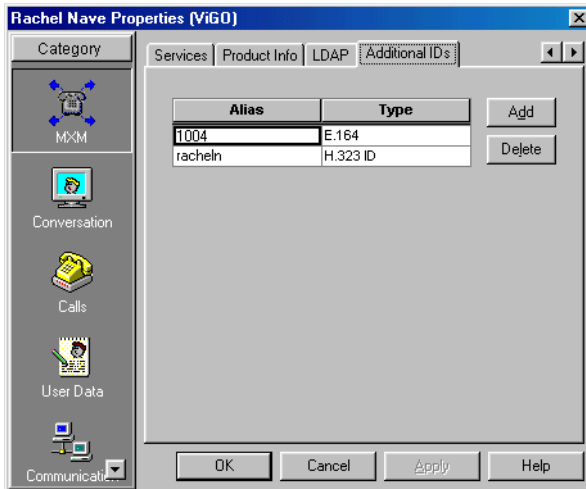 Rachel Nave Properties (ViGO)
Category
MXM
Conversation
Calls
User Data
Services Product Info LDAP Additional IDs
Alias Type
1004 E.164
racheln H.323 ID
Add
Delete
OK Cancel Apply Help